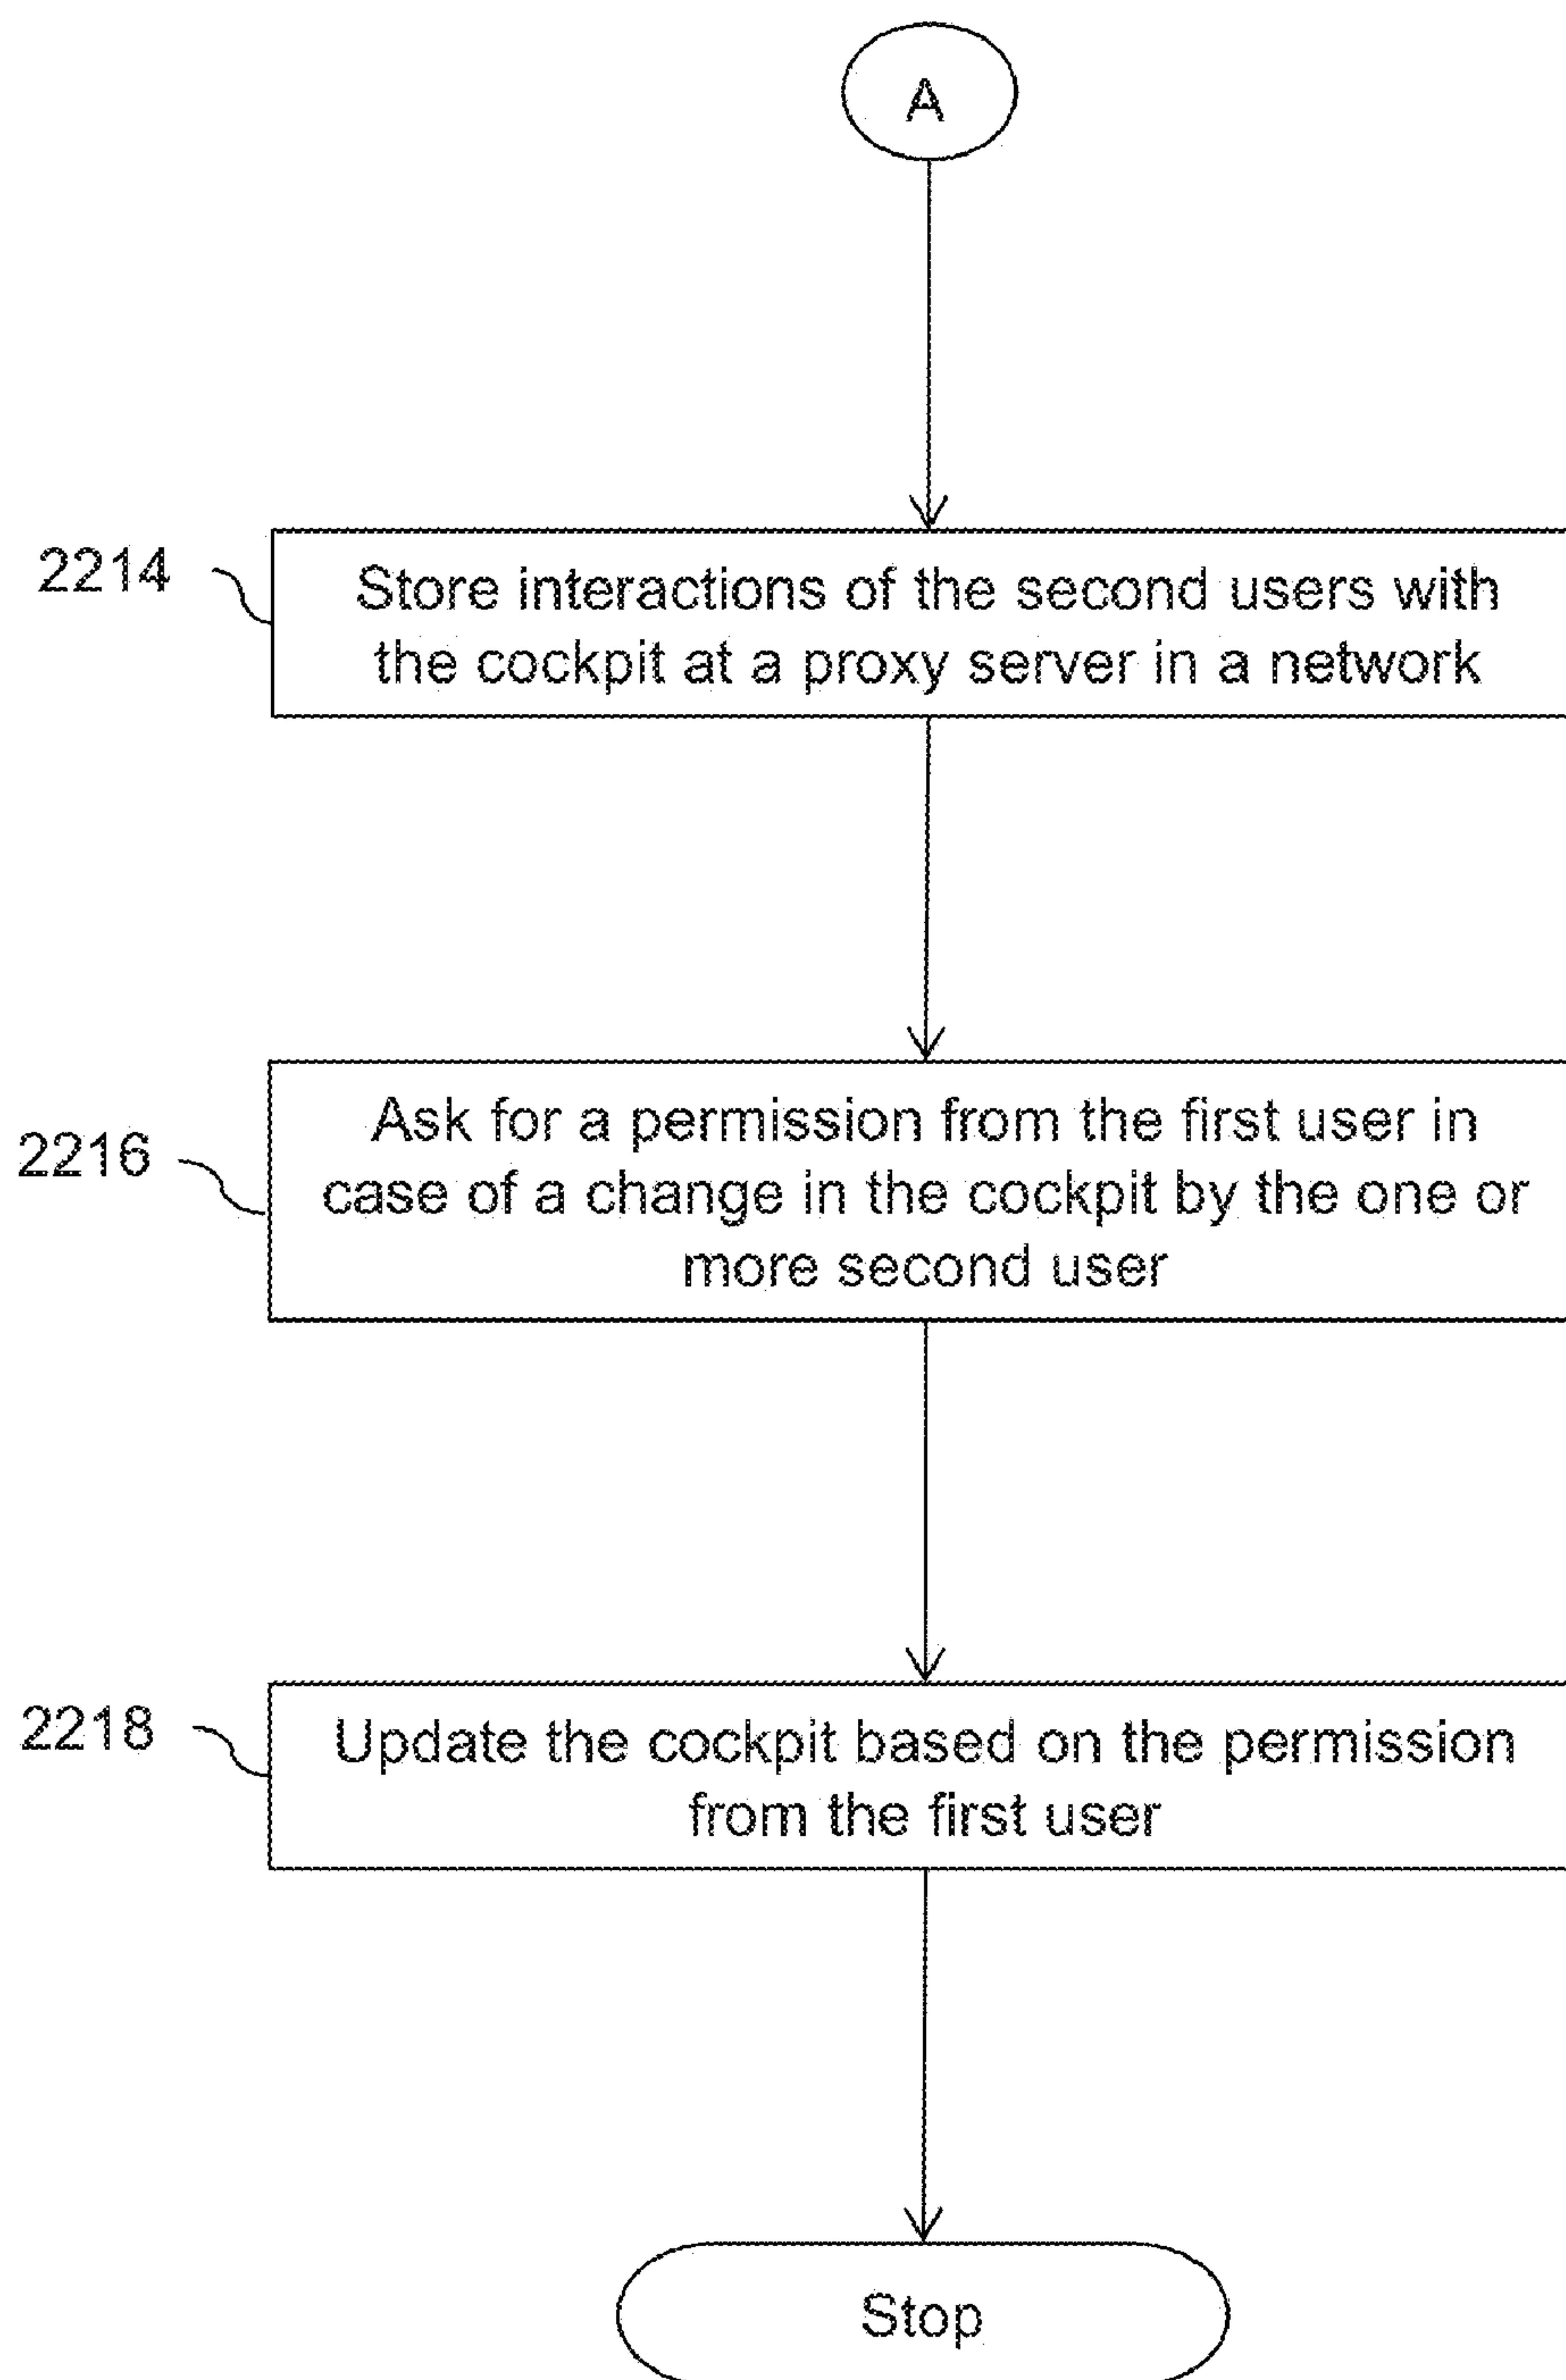 A
2214
Store interactions of the second users with
the cockpit at a proxy server in a network
2216
Ask for a permission from the first user in
case of a change in the cockpit by the one or
more second user
2218
Update the cockpit based on the permission
from the first user
Stop